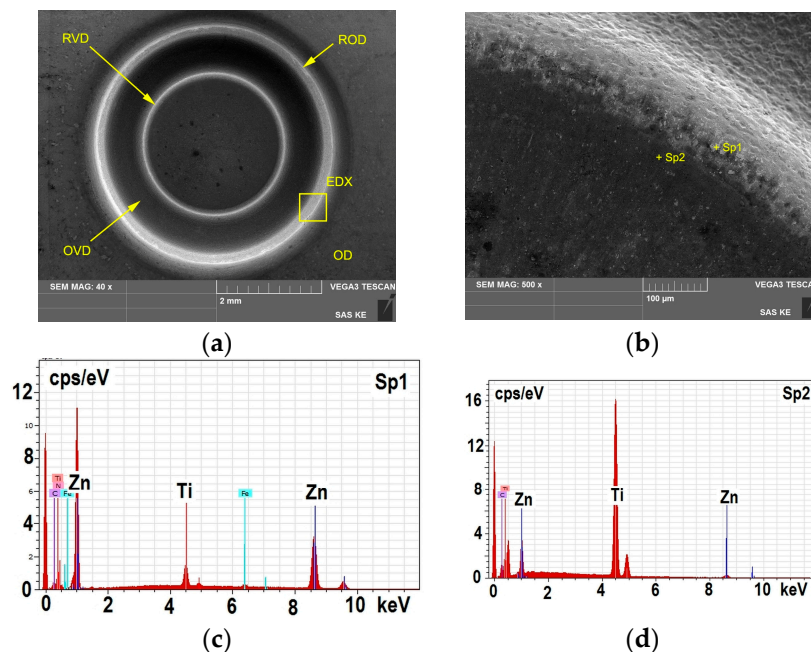 RVD
ROD
EDX
OVD
OD
SEM MAG: 40 x
VEGA3 TESCAN
2 mm
SAS KE
(a)
+ Sp2
+ Sp1
SEM MAG: 500 x
VEGA3 TESCAN
100 µm
SAS KE
(b)
cps/eV
Sp1
12
10
8
6
4
2
0
Ti
N
C
Fe
Zn
Ti
Fe
Zn
0 2 4 6 8 keV
(c)
cps/eV
Sp2
16
12
8
4
0
Ti
C
Zn
Ti
Zn
0 2 4 6 8 10 keV
(d)